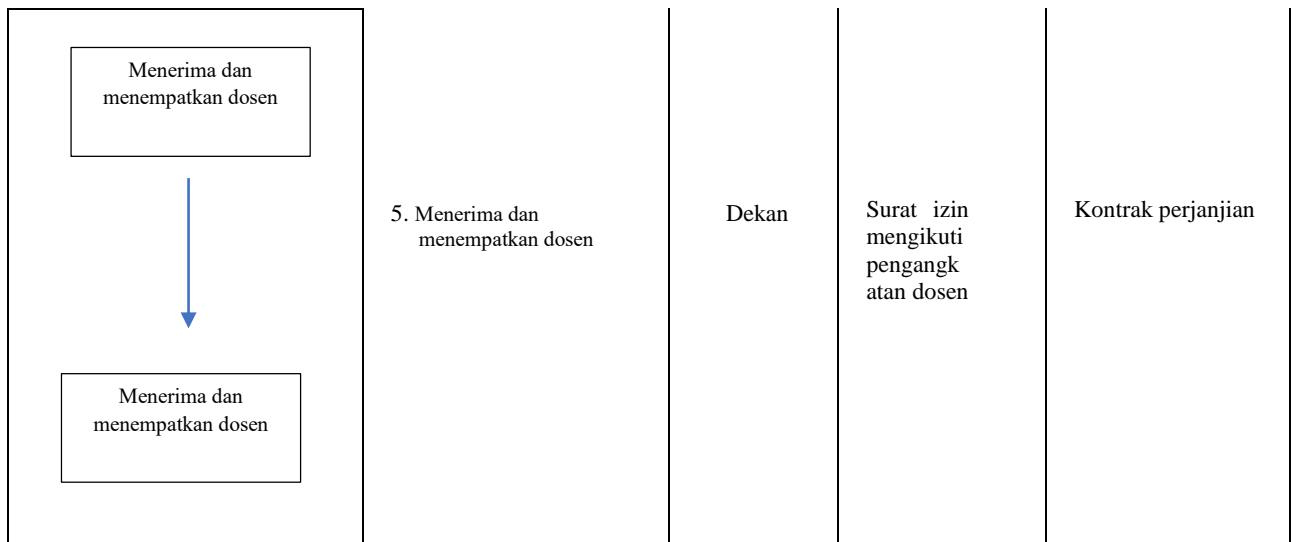 Menerima dan
menempatkan dosen
5. Menerima dan
menempatkan dosen
Dekan
Surat izin
mengikuti
pengangk
atan dosen
Kontrak perjanjian
Menerima dan
menempatkan dosen